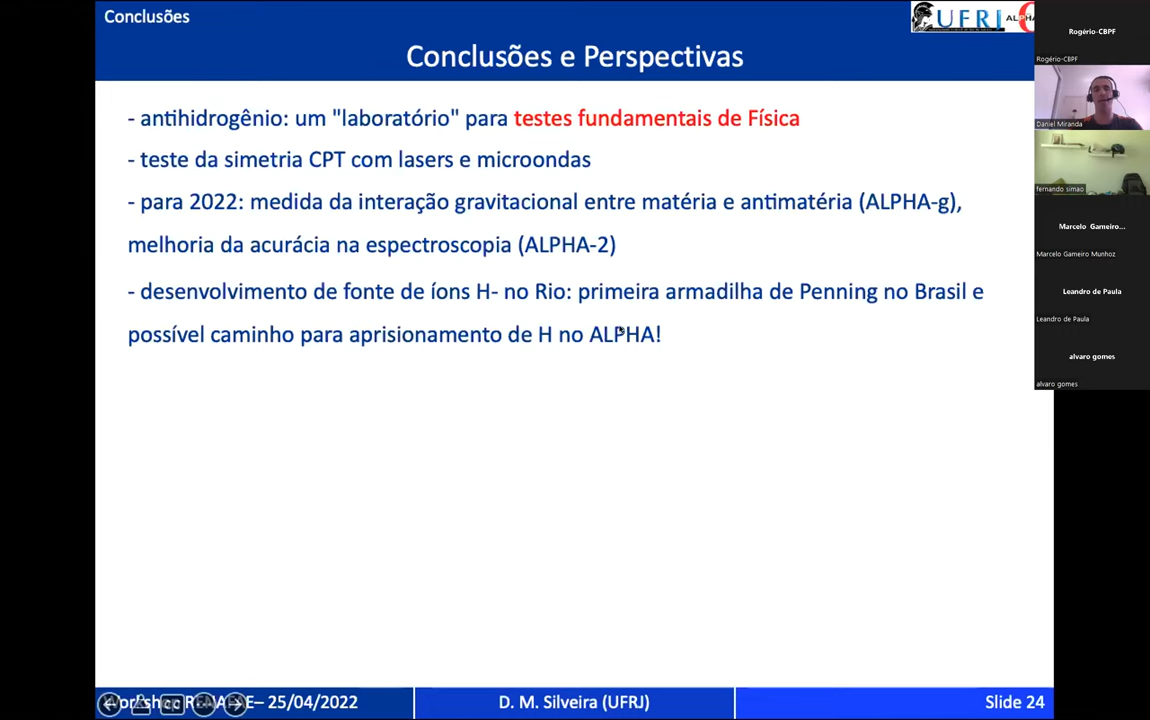 Conclusões
UFRJ ALPHA
Conclusões e Perspectivas
- antihidrogênio: um "laboratório" para testes fundamentais de Física
- teste da simetria CPT com lasers e microondas
- para 2022: medida da interação gravitacional entre matéria e antimatéria (ALPHA-g),
melhoria da acurácia na espectroscopia (ALPHA-2)
- desenvolvimento de fonte de íons H- no Rio: primeira armadilha de Penning no Brasil e
possível caminho para aprisionamento de H no ALPHA!
Workshop RENAFAE– 25/04/2022
D. M. Silveira (UFRJ)
Slide 24
Rogério-CBPF
Rogério-CBPF
Daniel Miranda
fernando simao
Marcelo Gameiro...
Marcelo Gameiro Munhoz
Leandro de Paula
Leandro de Paula
alvaro gomes
alvaro gomes